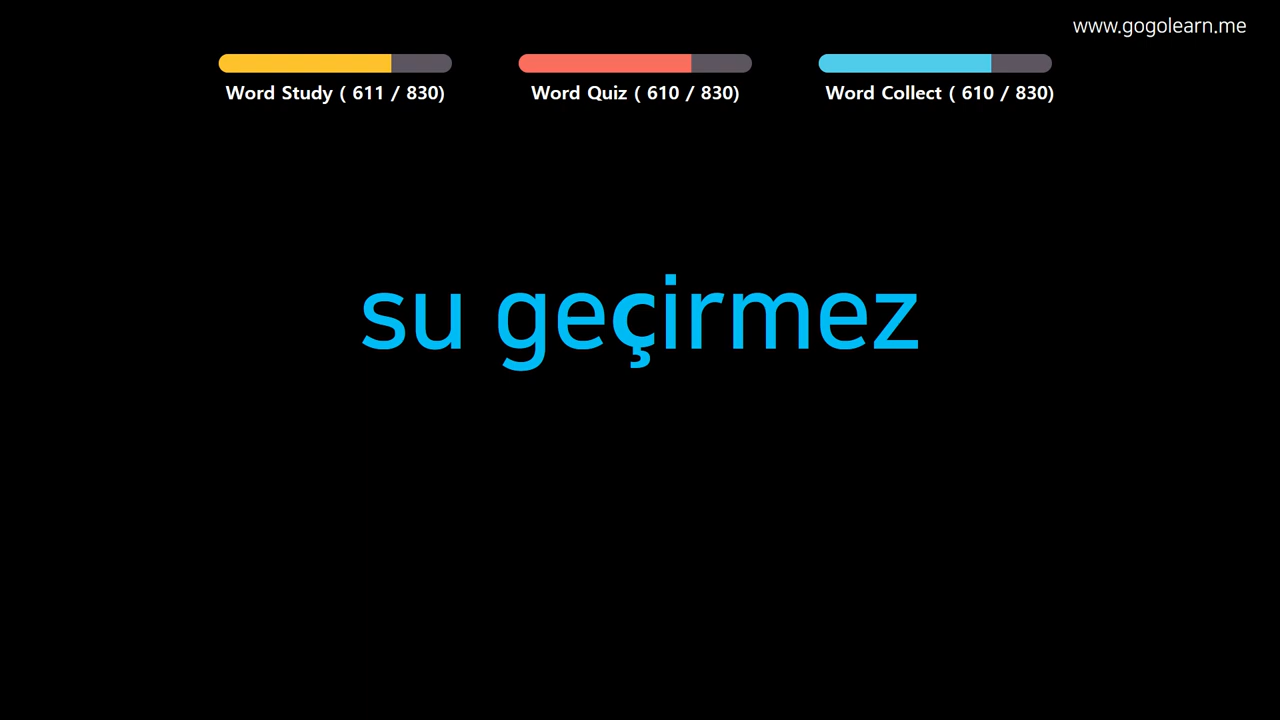 www.gogolearn.me
Word Study ( 611 / 830)
Word Quiz ( 610 / 830)
Word Collect ( 610 / 830)
su geçirmez